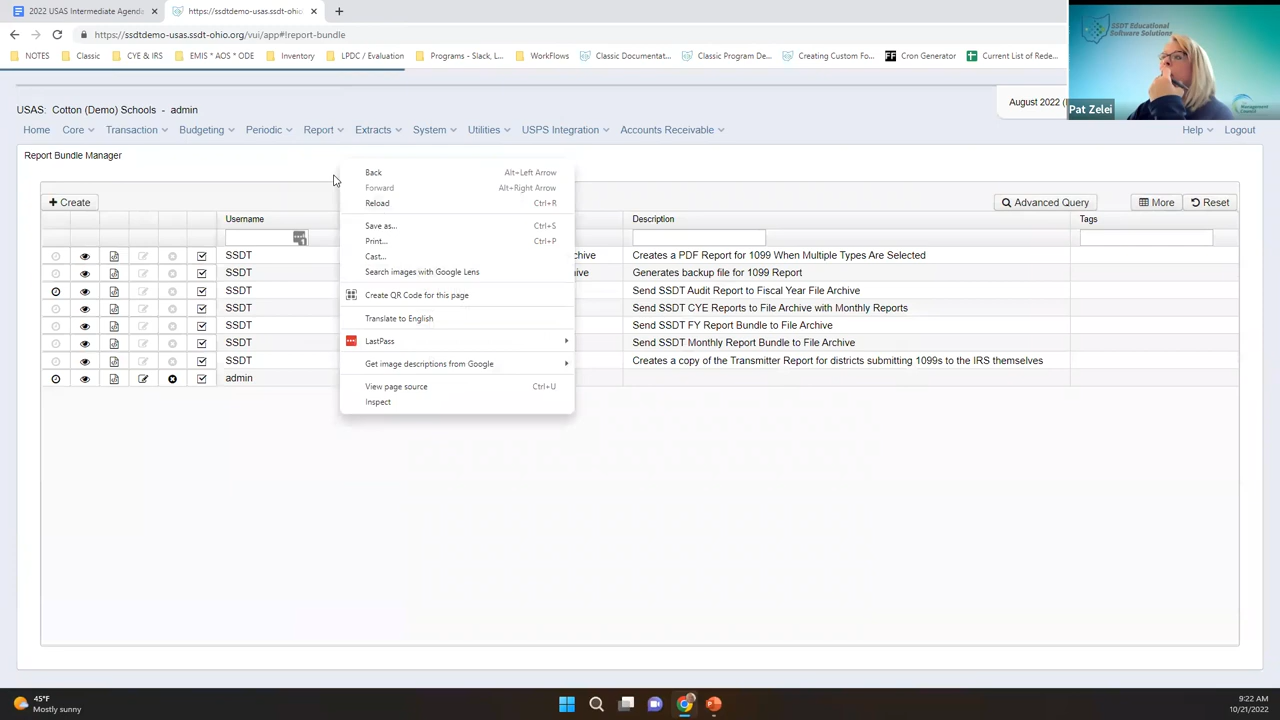 2022 USAS Intermediate Agenda
https://ssdtdemo-usas.ssdt-ohio
https://ssdtdemo-usas.ssdt-ohio.org/vui/app#!report-bundle
NOTES Classic CYE & IRS EMIS * AOS * ODE Inventory LPDC / Evaluation Programs - Slack, L... WorkFlows Classic Documentat... Classic Program De... Creating Custom Fo... Cron Generator Current List of Rede...
SSDT Educational
Software Solutions
Management
Council
Pat Zelei
USAS: Cotton (Demo) Schools - admin
August 2022 (
Home Core Transaction Budgeting Periodic Report Extracts System Utilities USPS Integration Accounts Receivable Help Logout
Report Bundle Manager
Create Advanced Query More Reset
Username Description Tags
SSDT chive Creates a PDF Report for 1099 When Multiple Types Are Selected
SSDT hive Generates backup file for 1099 Report
SSDT Send SSDT Audit Report to Fiscal Year File Archive
SSDT Send SSDT CYE Reports to File Archive with Monthly Reports
SSDT Send SSDT FY Report Bundle to File Archive
SSDT Send SSDT Monthly Report Bundle to File Archive
SSDT Creates a copy of the Transmitter Report for districts submitting 1099s to the IRS themselves
admin
Back Alt+Left Arrow
Forward Alt+Right Arrow
Reload Ctrl+R
Save as... Ctrl+S
Print... Ctrl+P
Cast...
Search images with Google Lens
Create QR Code for this page
Translate to English
LastPass
Get image descriptions from Google
View page source Ctrl+U
Inspect
45°F
Mostly sunny
9:22 AM
10/21/2022